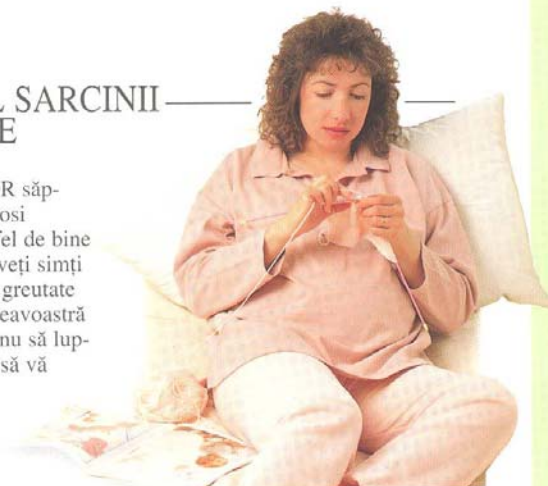 SARCINII
E
R săp-
osi
fel de bine
veți simți
greutate
eavoastră
nu să lup-
să vă